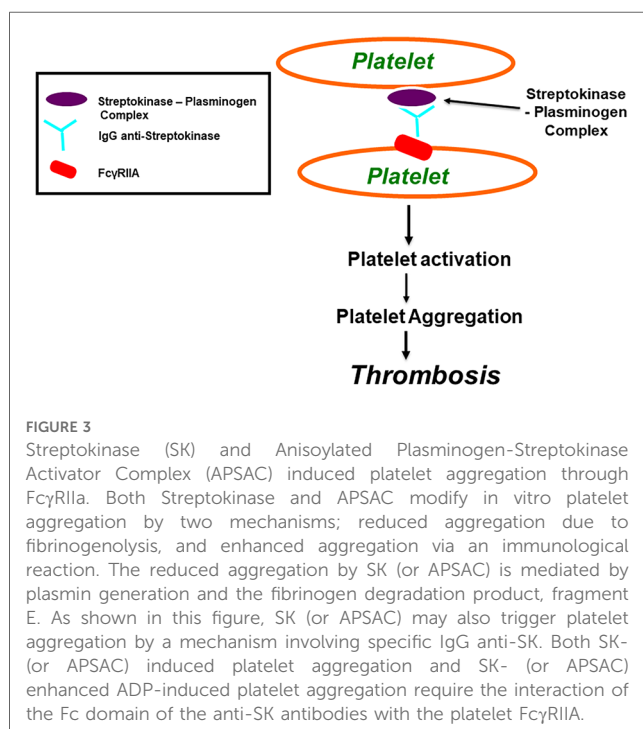 Platelet
Streptokinase – Plasminogen
Complex
IgG anti-Streptokinase
FcγRIIA
Streptokinase
- Plasminogen
Complex
Platelet
Platelet activation
Platelet Aggregation
Thrombosis
FIGURE 3
Streptokinase (SK) and Anisoylated Plasminogen-Streptokinase
Activator Complex (APSAC) induced platelet aggregation through
FcγRIIa. Both Streptokinase and APSAC modify in vitro platelet
aggregation by two mechanisms; reduced aggregation due to
fibrinogenolysis, and enhanced aggregation via an immunological
reaction. The reduced aggregation by SK (or APSAC) is mediated by
plasmin generation and the fibrinogen degradation product, fragment
E. As shown in this figure, SK (or APSAC) may also trigger platelet
aggregation by a mechanism involving specific IgG anti-SK. Both SK-
(or APSAC) induced platelet aggregation and SK- (or APSAC)
enhanced ADP-induced platelet aggregation require the interaction of
the Fc domain of the anti-SK antibodies with the platelet FcγRIIA.